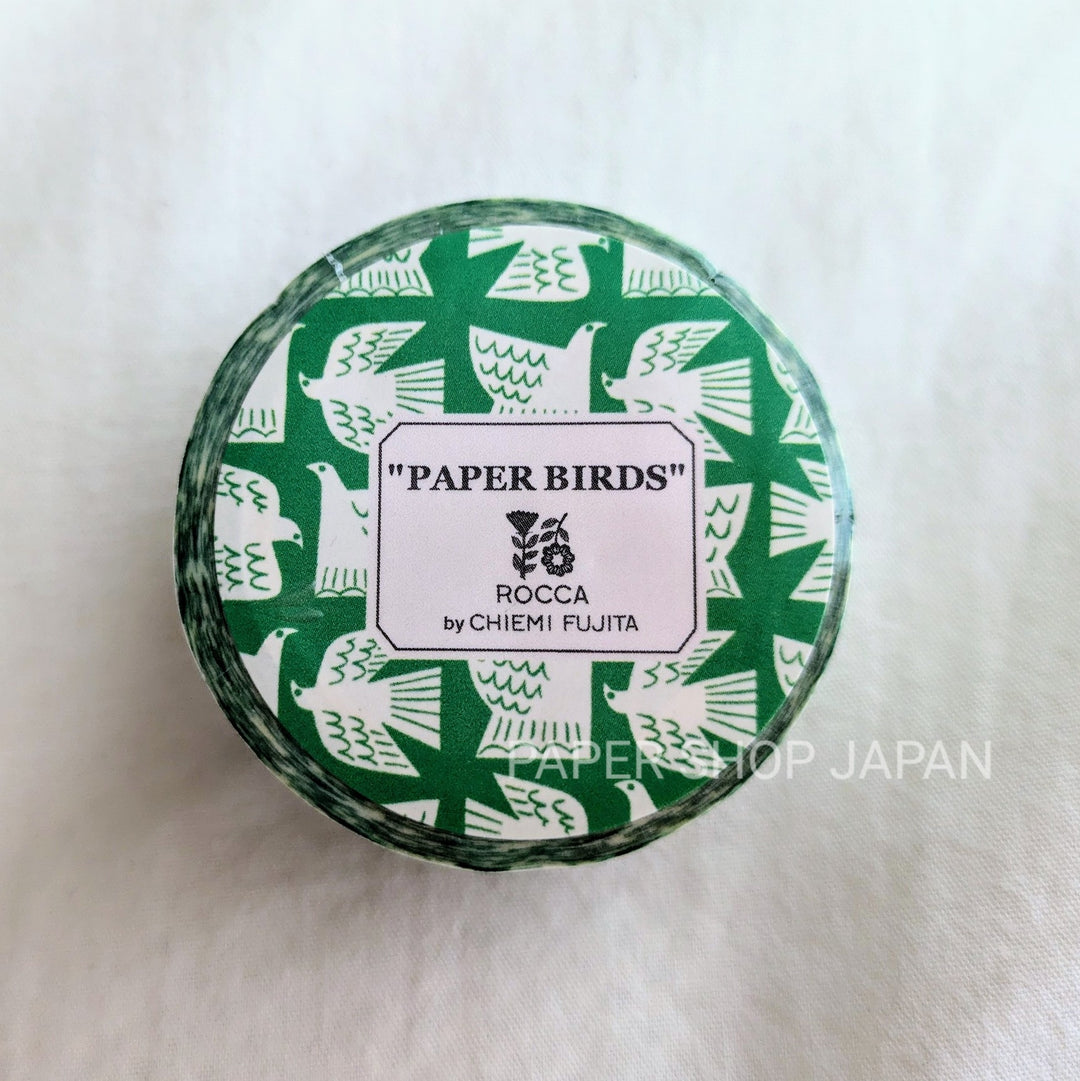 "PAPER BIRDS"
ROCCA
by CHIEMI FUJITA
PAPER SHOP JAPAN